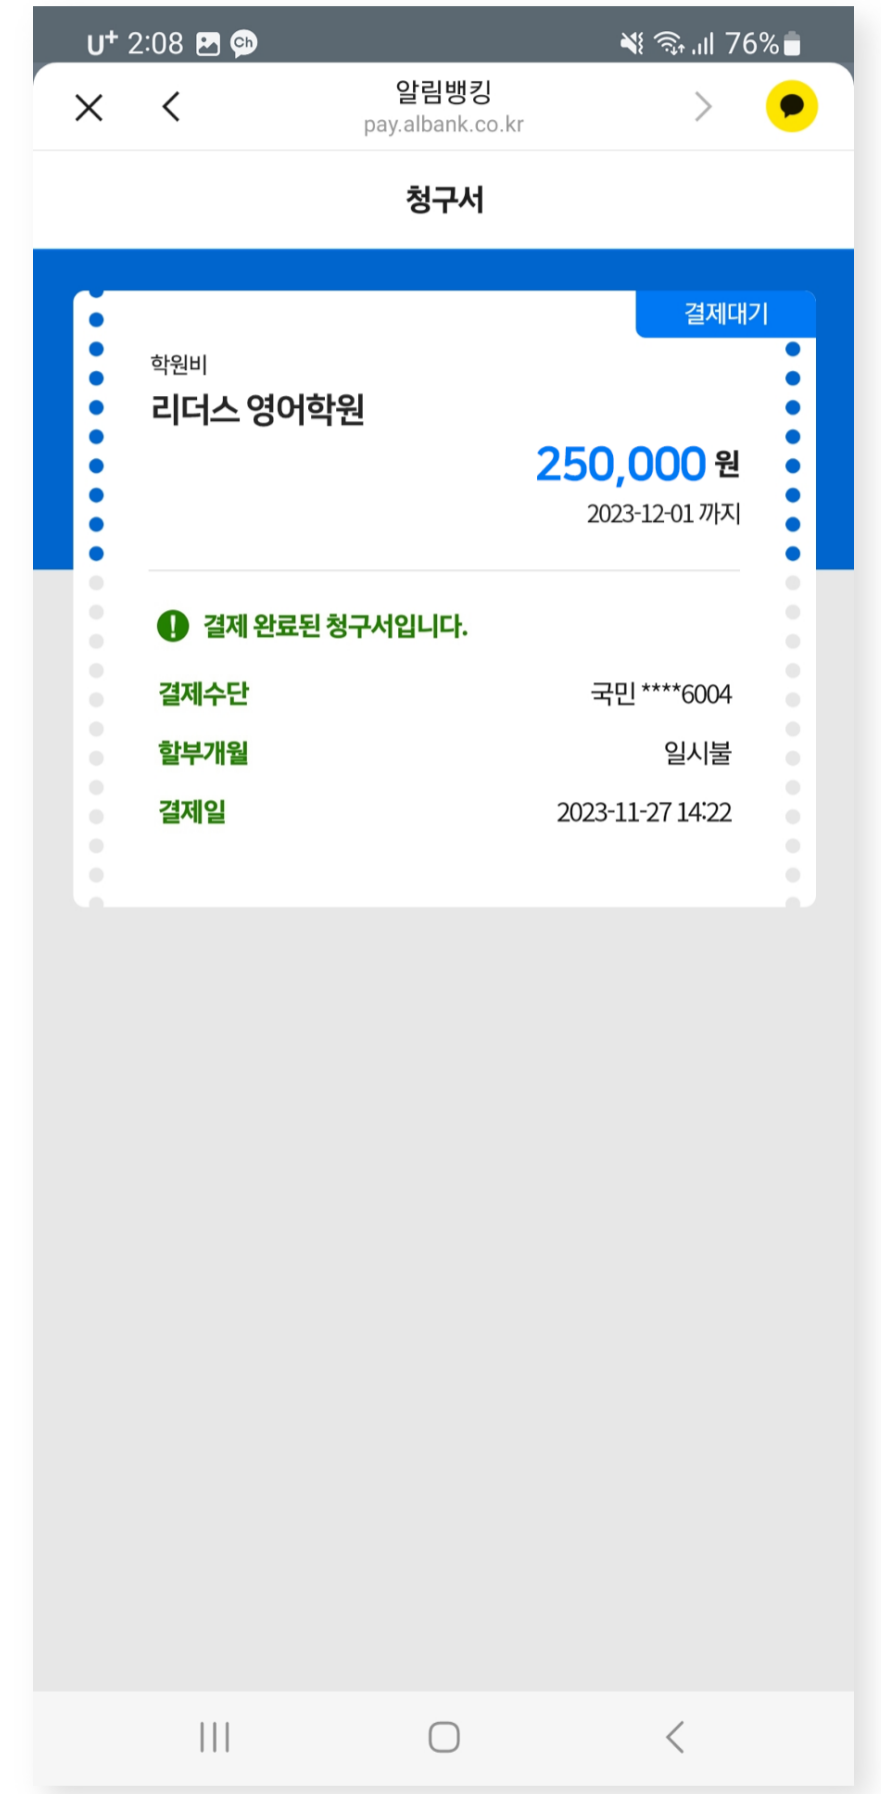 U+ 2:08 Ch 76%
알림뱅킹
pay.albank.co.kr
청구서
결제대기
학원비
리더스 영어학원
250,000 원
2023-12-01 까지
결제 완료된 청구서입니다.
결제수단 국민 ****6004
할부개월 일시불
결제일 2023-11-27 14:22